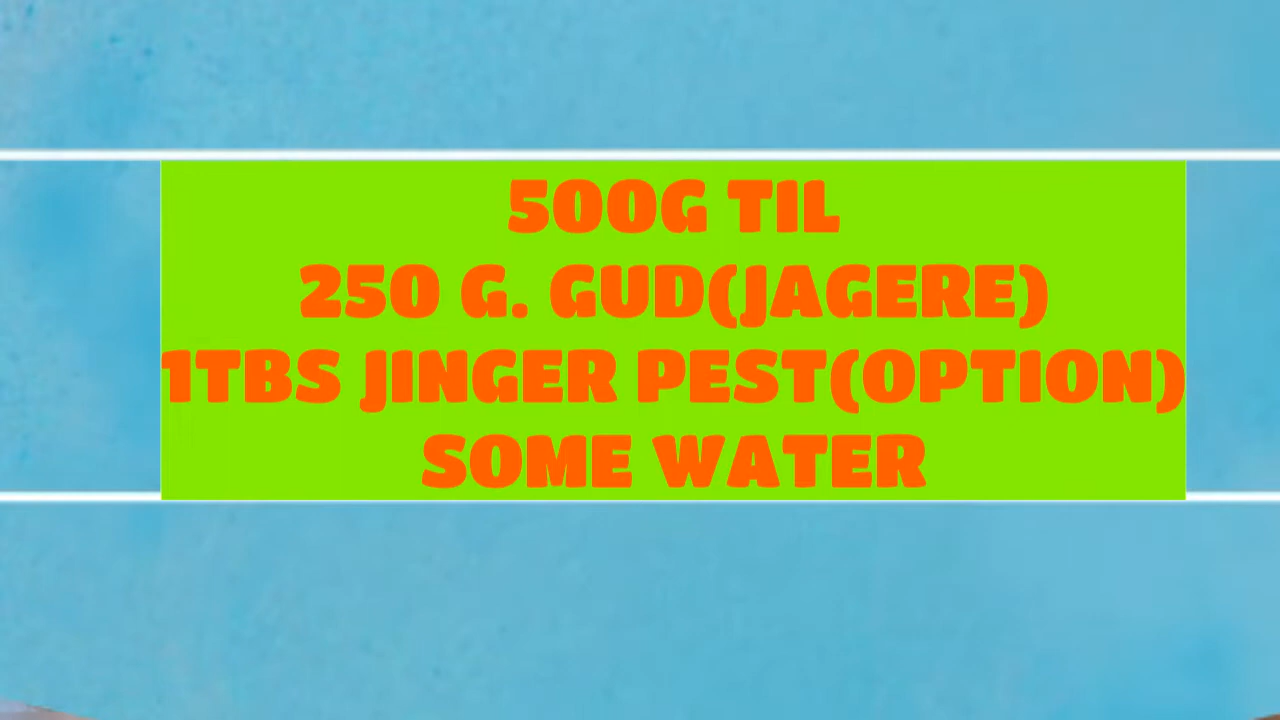 500G TIL
250 G. GUD(JAGERE)
1TBS JINGER PEST(OPTION)
SOME WATER